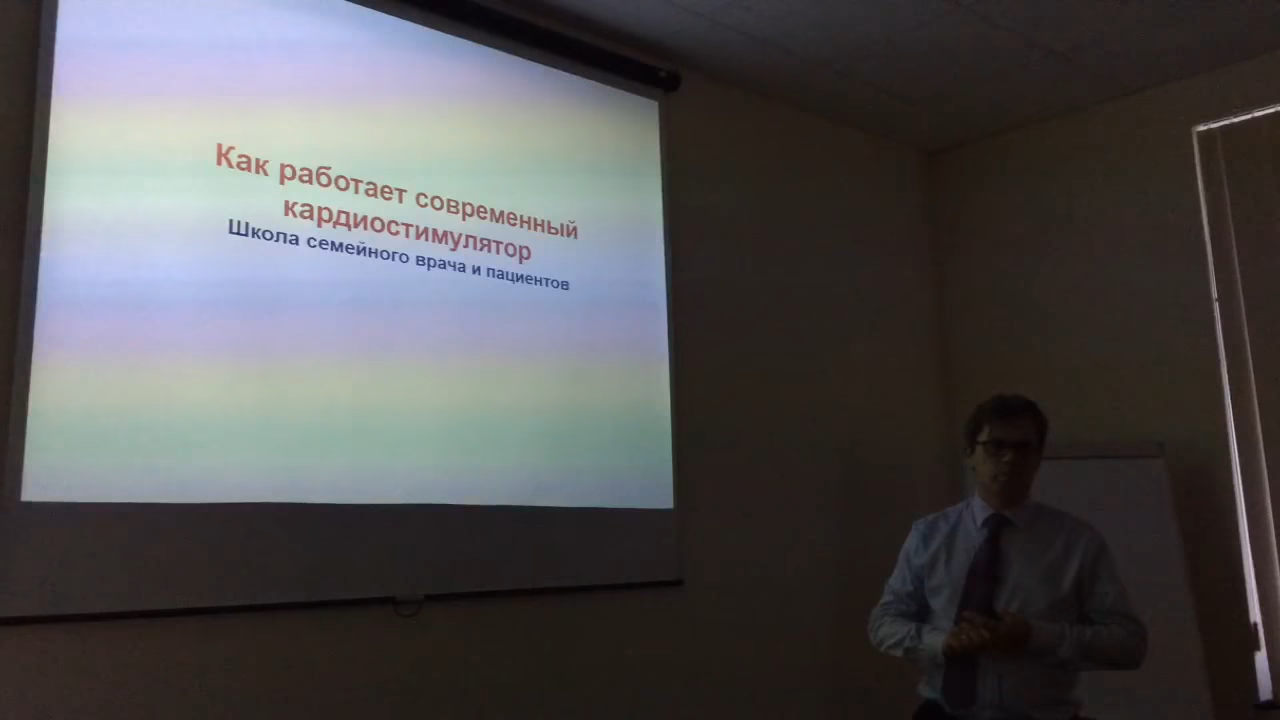 Как работает современный
кардиостимулятор
Школа семейного врача и пациентов